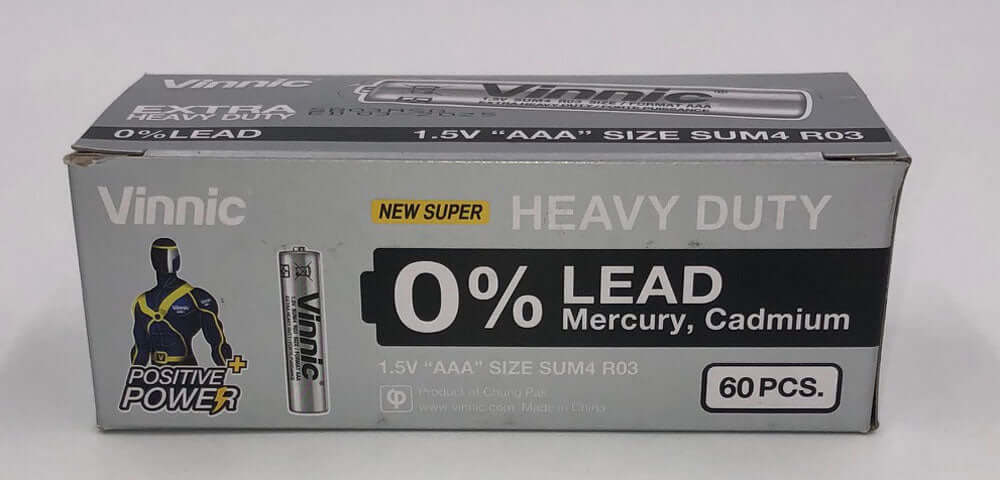 Vinnic
Vinnic
EXTRA
HEAVY DUTY
0% LEAD
1.5V "AAA" SIZE SUM4 R03
Vinnic
NEW SUPER
HEAVY DUTY
0% LEAD
Mercury, Cadmium
Vinnic
V
POSITIVE +
POWER
Vinnic
1.5V "AAA" SIZE SUM4 R03
Product of Chung Pak
www.vinnic.com Made in China
60 PCS.